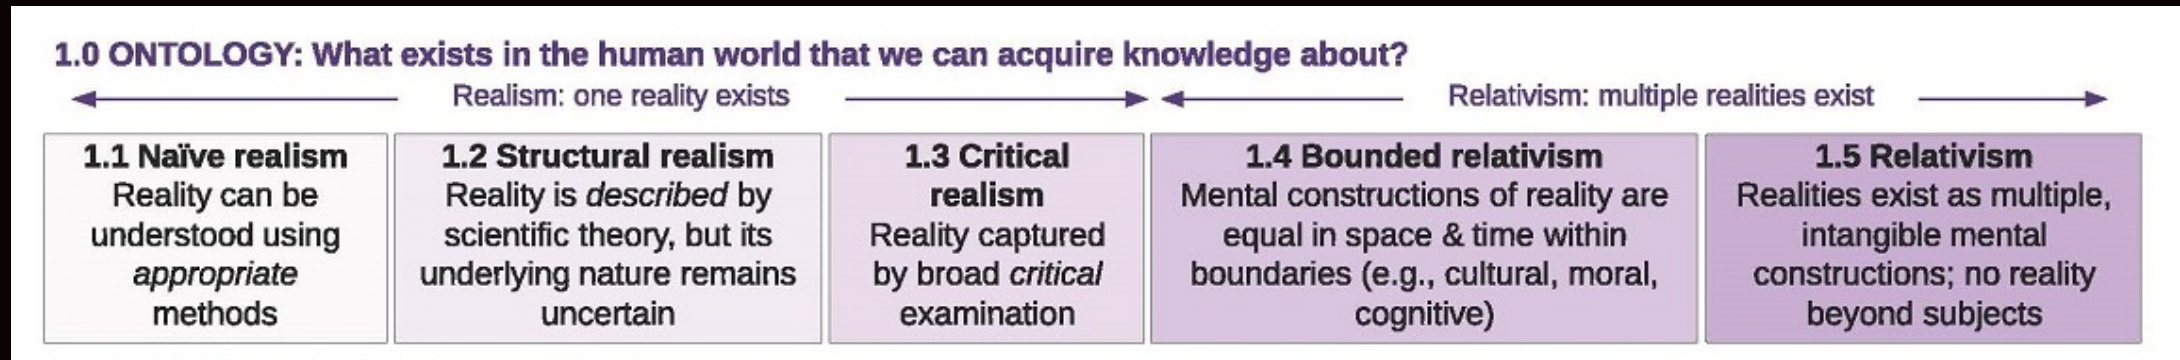 1.0 ONTOLOGY: What exists in the human world that we can acquire knowledge about?
Realism: one reality exists
Relativism: multiple realities exist
1.1 Naïve realism
Reality can be
understood using
appropriate
methods
1.2 Structural realism
Reality is described by
scientific theory, but its
underlying nature remains
uncertain
1.3 Critical
realism
Reality captured
by broad critical
examination
1.4 Bounded relativism
Mental constructions of reality are
equal in space & time within
boundaries (e.g., cultural, moral,
cognitive)
1.5 Relativism
Realities exist as multiple,
intangible mental
constructions; no reality
beyond subjects